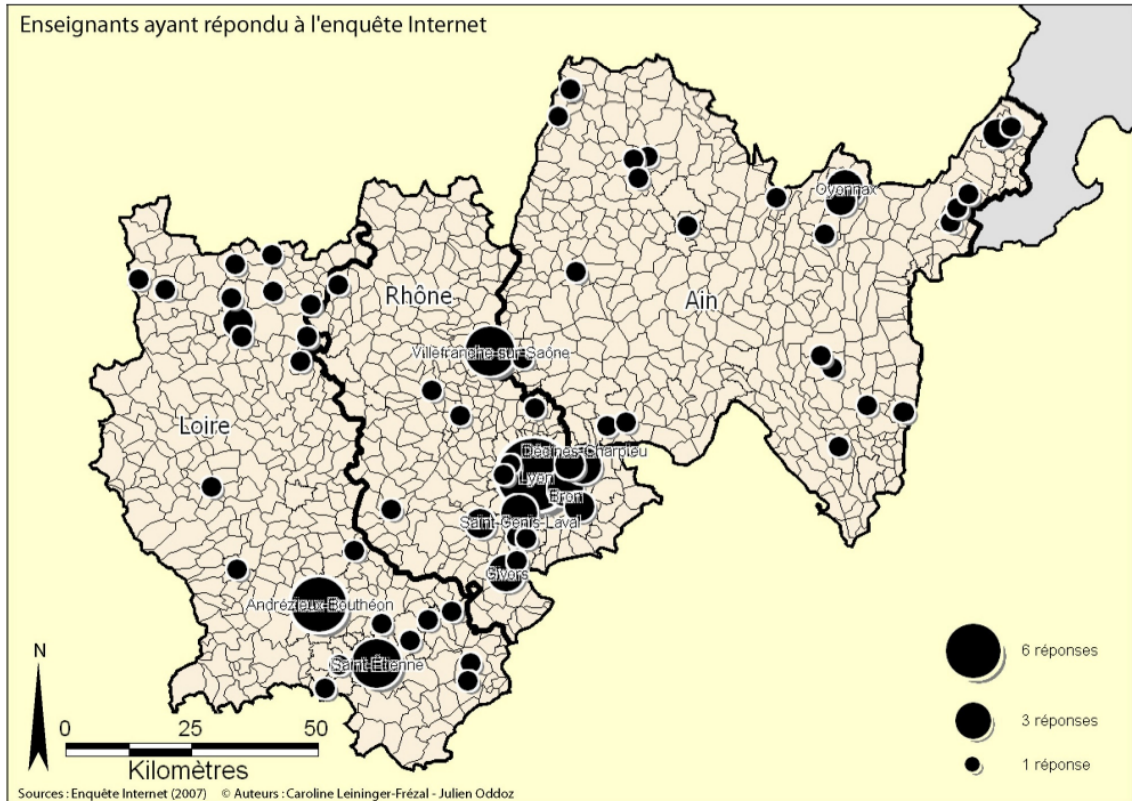 Enseignants ayant répondu à l'enquête Internet
Oyonnax
Rhône
Ain
Villefranche-sur-Saône
Loire
Décines-Charpieu
Lyon
Bron
Saint-Genis-Laval
Givors
Andrézieux-Bouthéon
Saint-Étienne
N
0 25 50
Kilomètres
6 réponses
3 réponses
1 réponse
Sources : Enquête Internet (2007) © Auteurs : Caroline Leininger-Frézal - Julien Oddoz